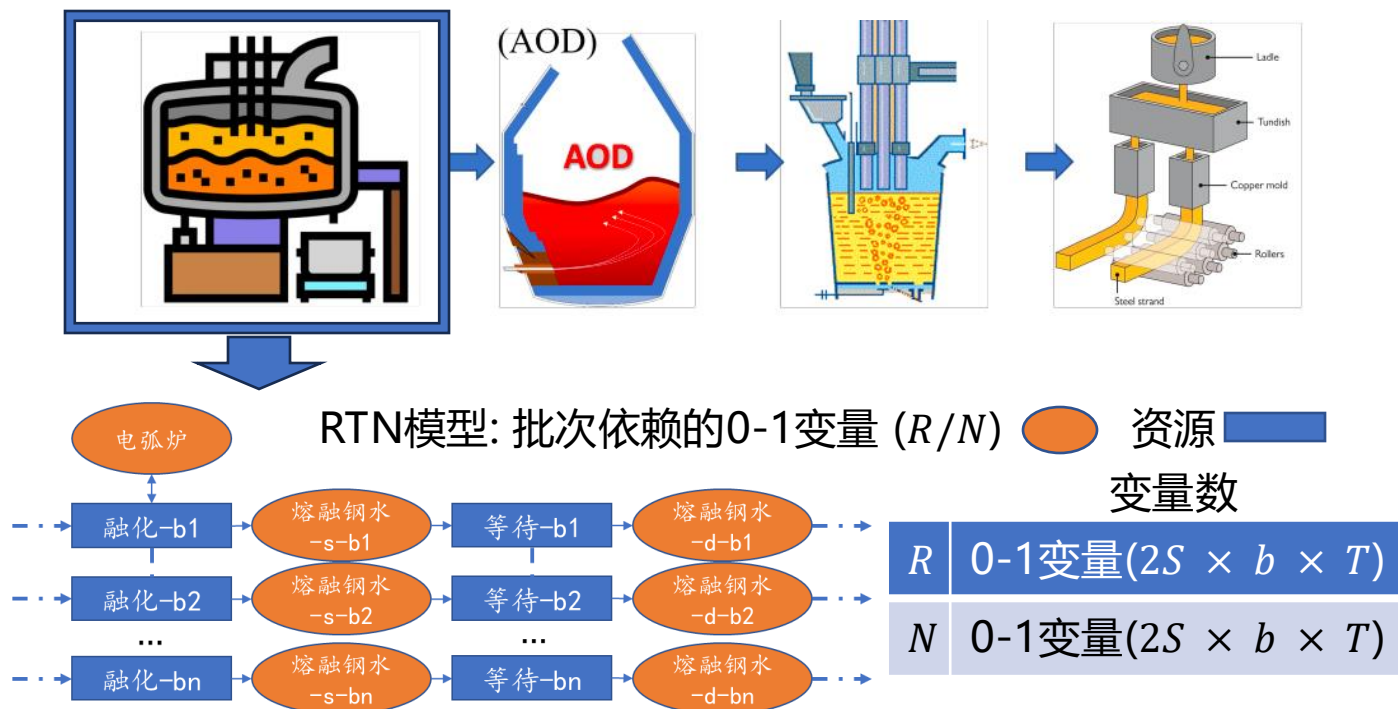 (AOD)
AOD
Ladle
Tundish
Copper mold
Rollers
Steel strand
电弧炉
RTN模型: 批次依赖的0-1变量 (R/N)
资源
变量数
融化-b1
熔融钢水
-s-b1
等待-b1
熔融钢水
-d-b1
R 0-1变量(2S × b × T)
融化-b2
熔融钢水
-s-b2
等待-b2
熔融钢水
-d-b2
N 0-1变量(2S × b × T)
...
...
融化-bn
熔融钢水
-s-bn
等待-bn
熔融钢水
-d-bn